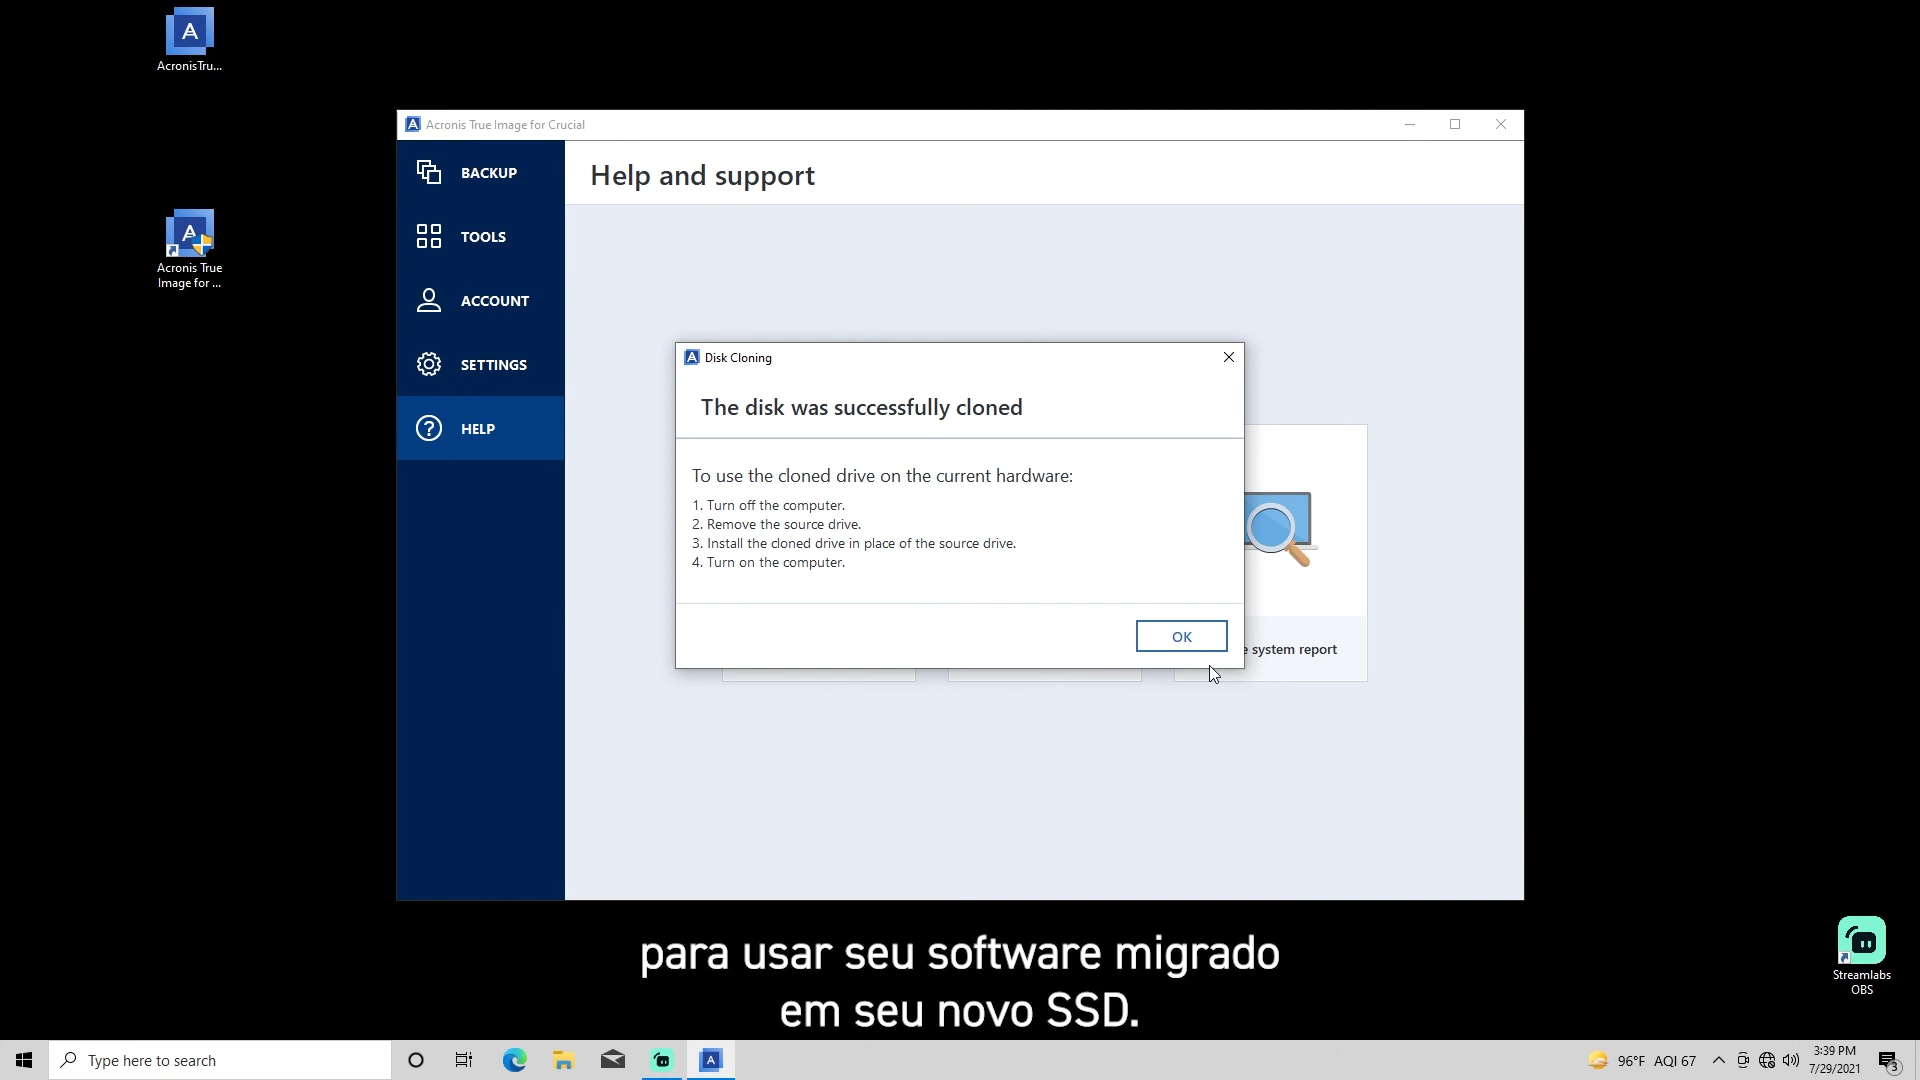 AcronisTru...
Acronis True
Image for ...
Acronis True Image for Crucial
BACKUP
TOOLS
ACCOUNT
SETTINGS
HELP
Help and support
Disk Cloning
The disk was successfully cloned
To use the cloned drive on the current hardware:
1. Turn off the computer.
2. Remove the source drive.
3. Install the cloned drive in place of the source drive.
4. Turn on the computer.
OK
system report
para usar seu software migrado
em seu novo SSD.
Streamlabs
OBS
Type here to search
96°F AQI 67
3:39 PM
7/29/2021
3